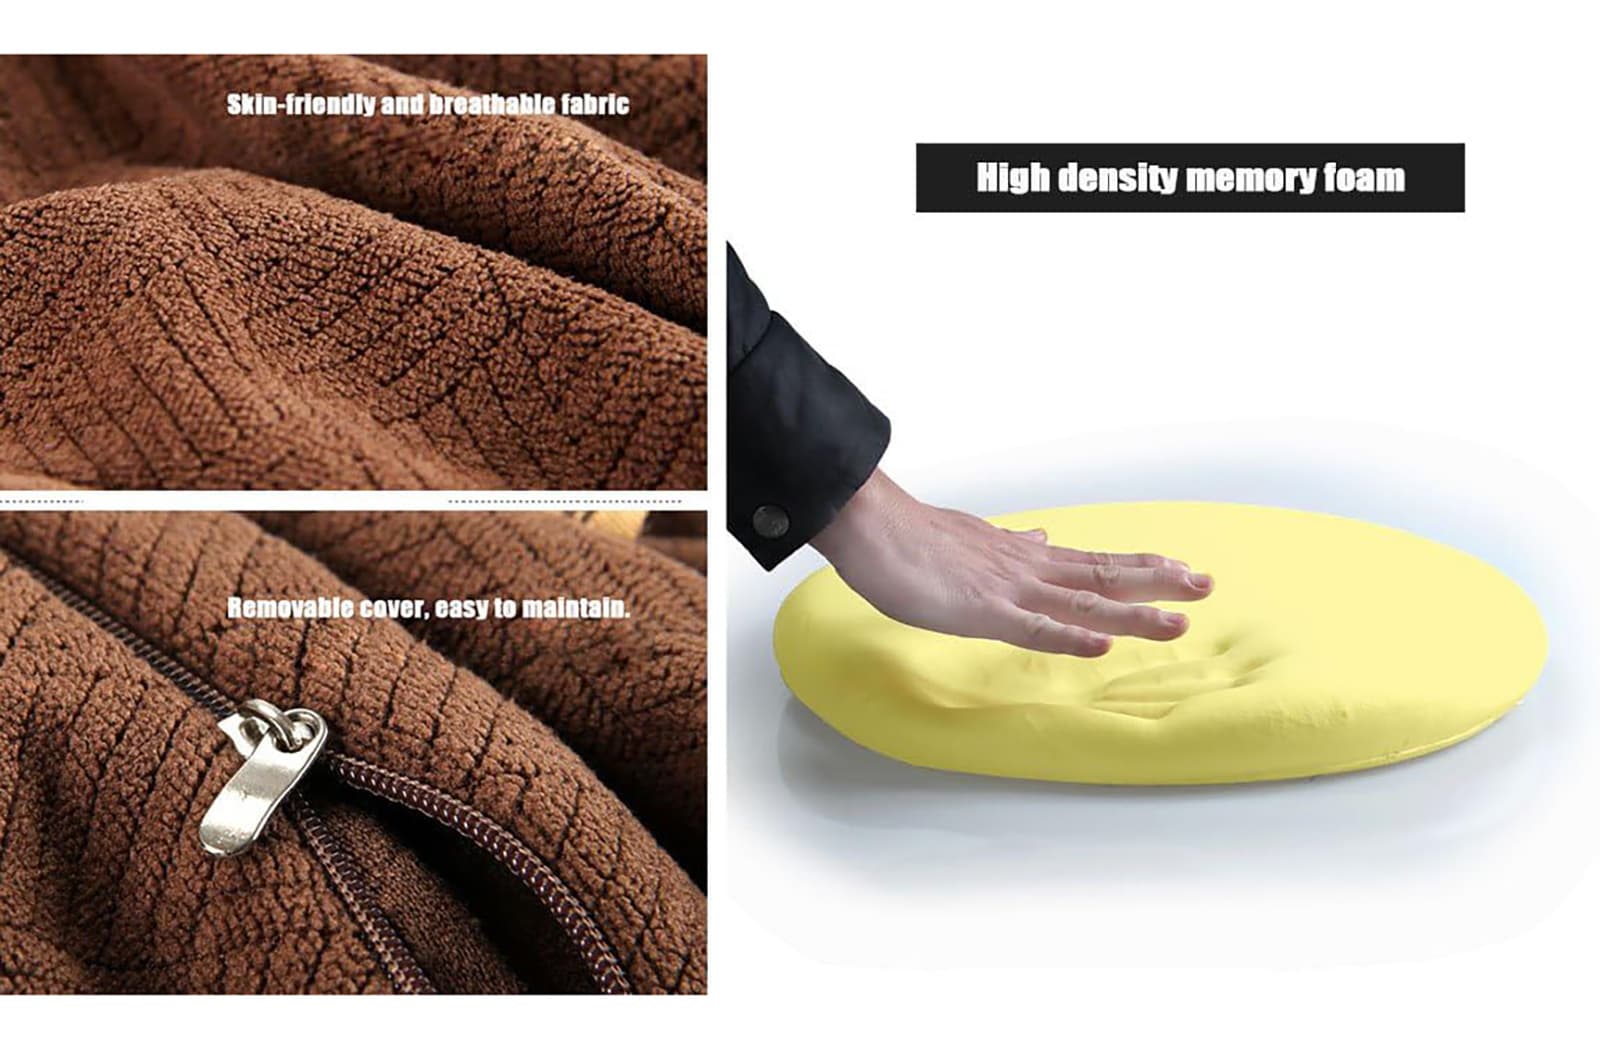 Skin-friendly and breathable fabric
High density memory foam
Removable cover, easy to maintain.